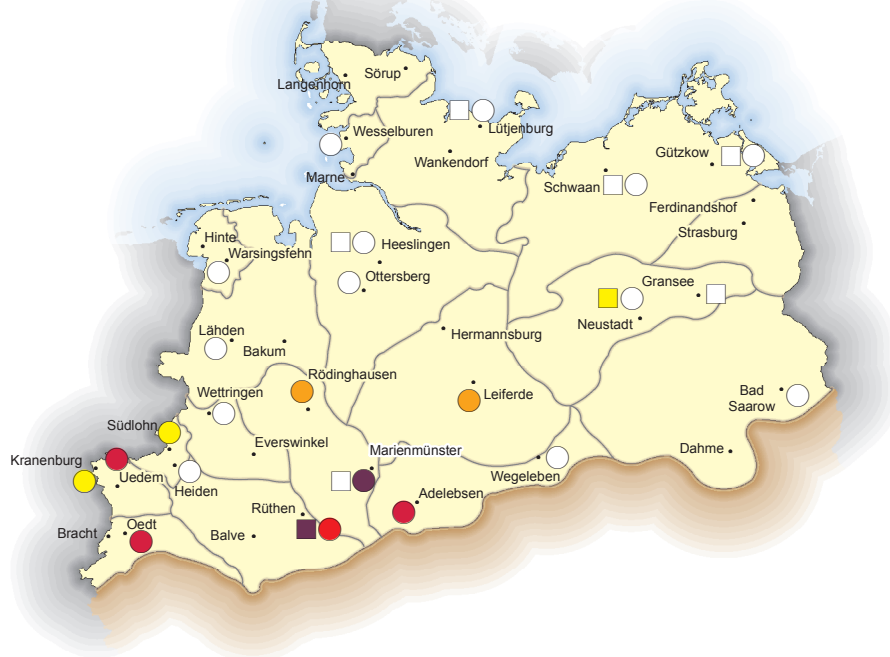 Sörup
Langenhorn
Wesselburen
Lütjenburg
Wankendorf
Gützkow
Marne
Schwaan
Ferdinandshof
Strasburg
Hinte
Warsingsfehn
Heeslingen
Ottersberg
Gransee
Neustadt
Lähden
Bakum
Hermannsburg
Rödinghausen
Leiferde
Wettringen
Bad
Saarow
Südlohn
Everswinkel
Marienmünster
Dahme
Kranenburg
Uedem
Heiden
Wegeleben
Adelebsen
Rüthen
Bracht
Oedt
Balve